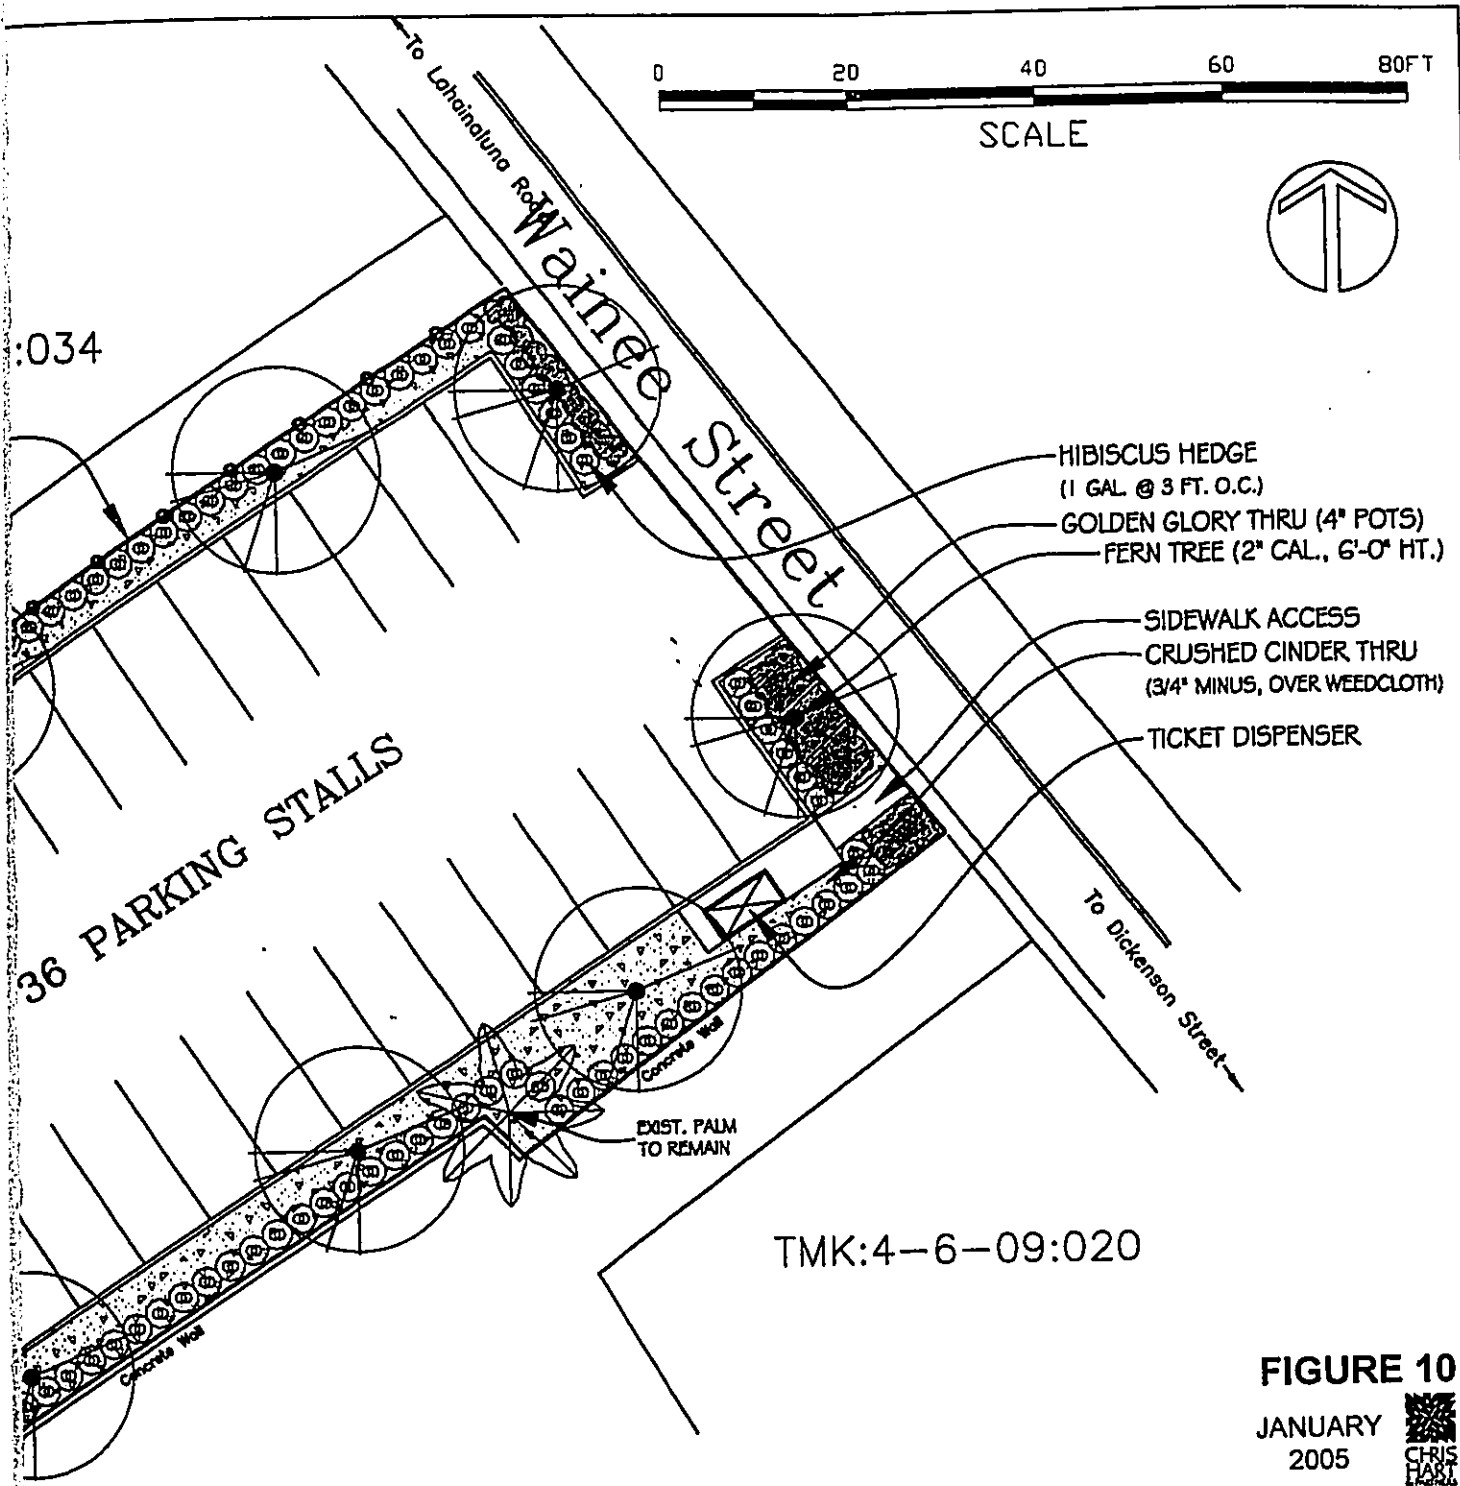 0 20 40 60 80FT
SCALE
To Lahainaluna Road
Wainee Street
:034
HIBISCUS HEDGE
(1 GAL @ 3 FT. O.C.)
GOLDEN GLORY THRU (4" POTS)
FERN TREE (2" CAL., 6'-0" HT.)
SIDEWALK ACCESS
CRUSHED CINDER THRU
(3/4" MINUS, OVER WEEDCLOTH)
TICKET DISPENSER
36 PARKING STALLS
To Dickenson Street
Concrete Wall
EXIST. PALM
TO REMAIN
TMK:4-6-09:020
Concrete Wall
FIGURE 10
JANUARY
2005
CHRIS
HART